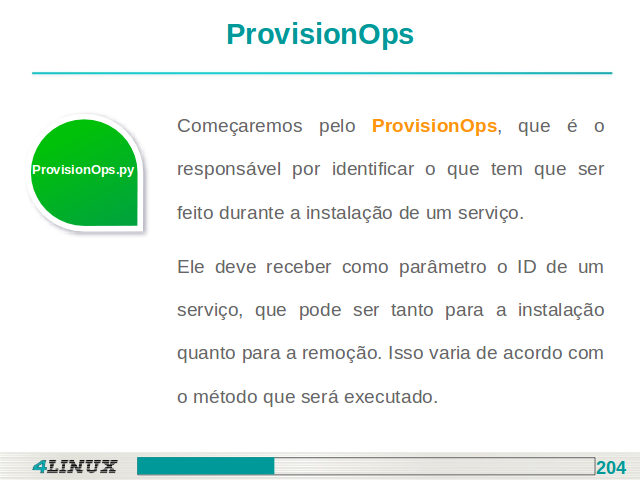 ProvisionOps
ProvisionOps.py
Começaremos pelo ProvisionOps, que é o
responsável por identificar o que tem que ser
feito durante a instalação de um serviço.
Ele deve receber como parâmetro o ID de um
serviço, que pode ser tanto para a instalação
quanto para a remoção. Isso varia de acordo com
o método que será executado.
4LINUX
204